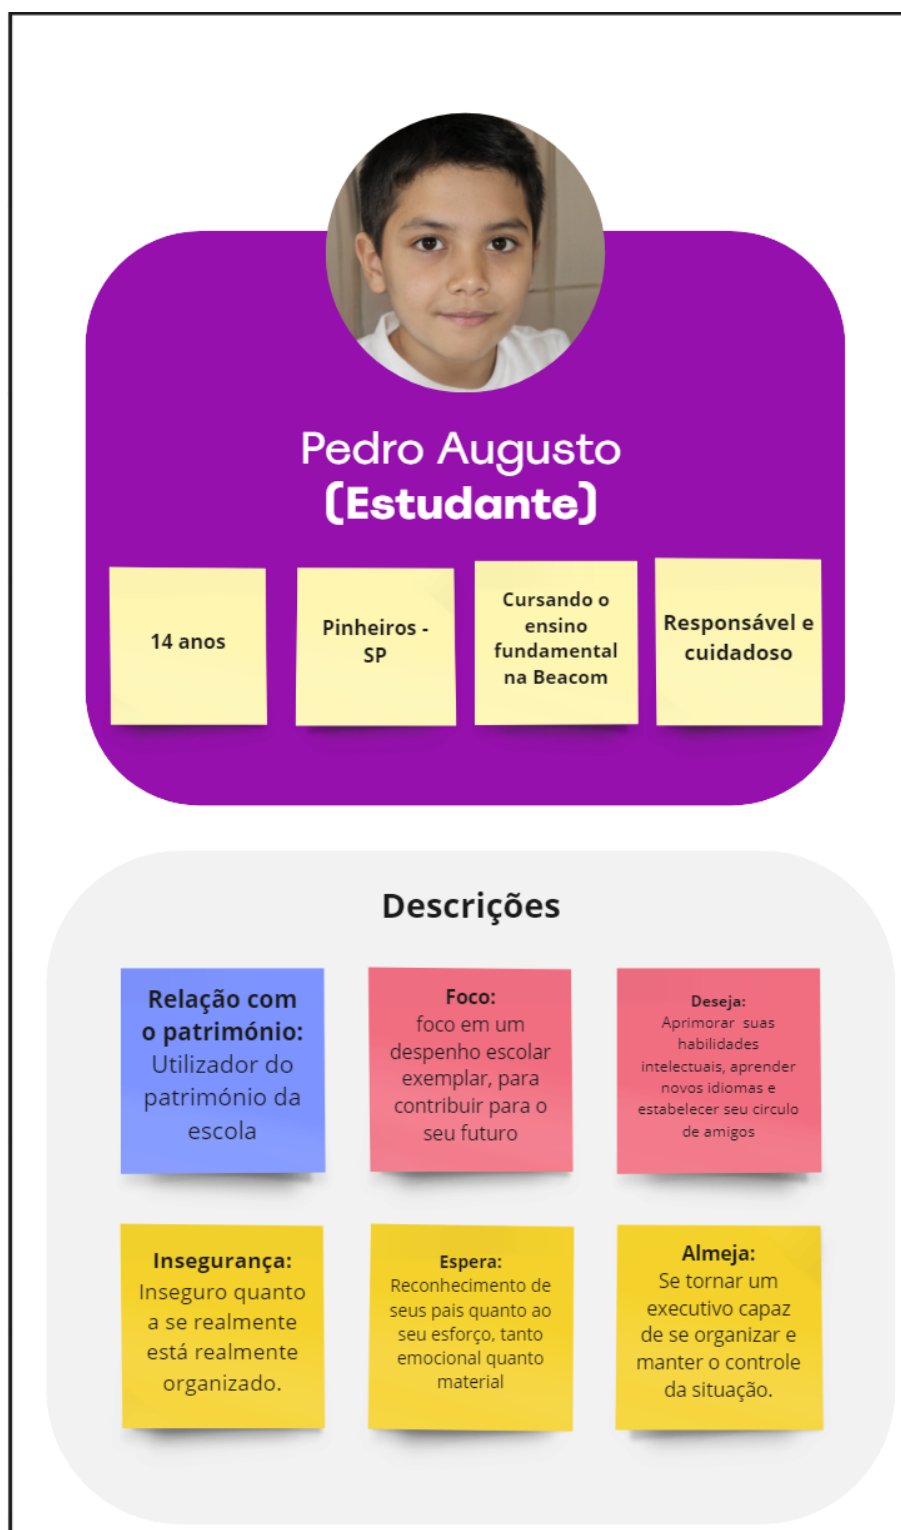 Pedro Augusto
(Estudante)
14 anos
Pinheiros -
SP
Cursando o
ensino
fundamental
na Beacom
Responsável e
cuidadoso
Descrições
Relação com
o património:
Utilizador do
património da
escola
Foco:
foco em um
despenho escolar
exemplar, para
contribuir para o
seu futuro
Deseja:
Aprimorar suas
habilidades
intelectuais, aprender
novos idiomas e
estabelecer seu circulo
de amigos
Insegurança:
Inseguro quanto
a se realmente
está realmente
organizado.
Espera:
Reconhecimento de
seus pais quanto ao
seu esforço, tanto
emocional quanto
material
Almeja:
Se tornar um
executivo capaz
de se organizar e
manter o controle
da situação.